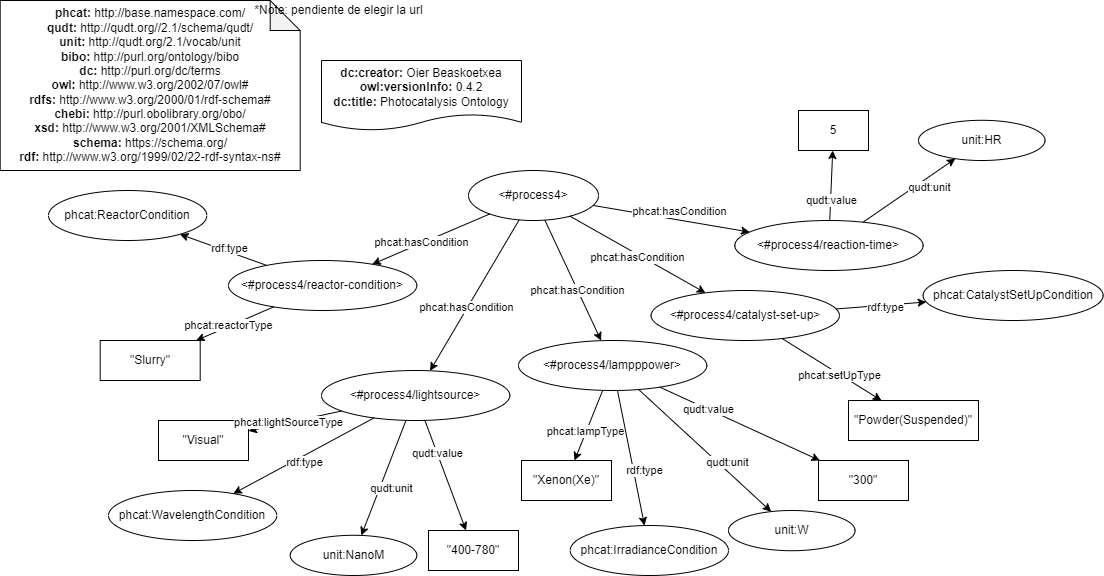 phcat: http://base.namespace.com/
*Note: pendiente de elegir la url
qudt: http://qudt.org//2.1/schema/qudt/
unit: http://qudt.org/2.1/vocab/unit
bibo: http://purl.org/ontology/bibo
dc: http://purl.org/dc/terms
owl: http://www.w3.org/2002/07/owl#
rdfs: http://www.w3.org/2000/01/rdf-schema#
chebi: http://purl.obolibrary.org/obo/
xsd: http://www.w3.org/2001/XMLSchema#
schema: https://schema.org/
rdf: http://www.w3.org/1999/02/22-rdf-syntax-ns#
dc:creator: Oier Beaskoetxea
owl:versionInfo: 0.4.2
dc:title: Photocatalysis Ontology
5
unit:HR
qudt:value
qudt:unit
<#process4>
phcat:hasCondition
<#process4/reaction-time>
phcat:ReactorCondition
rdf:type
phcat:hasCondition
<#process4/reactor-condition>
phcat:reactorType
"Slurry"
phcat:hasCondition
phcat:hasCondition
phcat:hasCondition
<#process4/catalyst-set-up>
rdf:type
phcat:CatalystSetUpCondition
phcat:setUpType
"Powder(Suspended)"
<#process4/lightsource>
phcat:lightSourceType
"Visual"
rdf:type
phcat:WavelengthCondition
qudt:unit
unit:NanoM
qudt:value
"400-780"
<#process4/lampppower>
phcat:lampType
"Xenon(Xe)"
rdf:type
phcat:IrradianceCondition
qudt:unit
unit:W
qudt:value
"300"